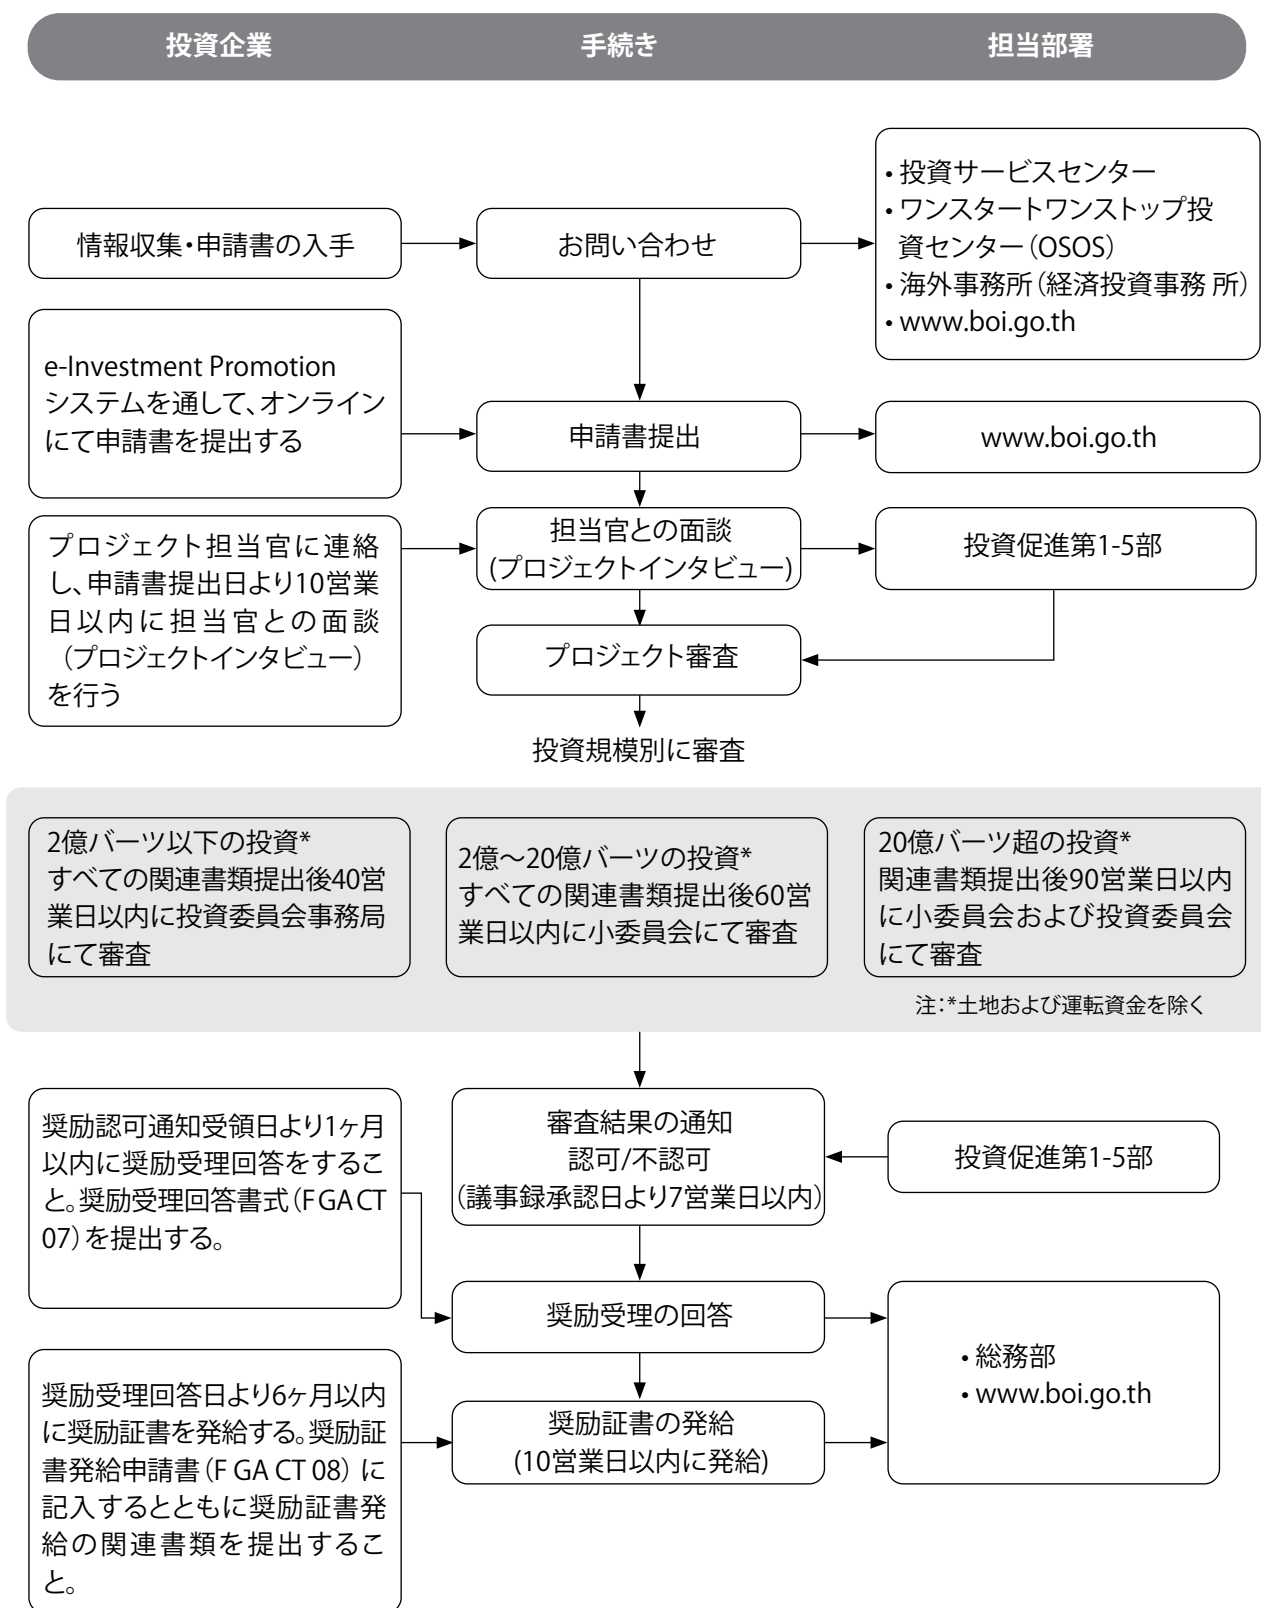 投資企業
手続き
担当部署
情報収集・申請書の入手
お問い合わせ
• 投資サービスセンター
• ワンスタートワンストップ投
資センター（OSOS）
• 海外事務所（経済投資事務 所）
• www.boi.go.th
e-Investment Promotion
システムを通して、オンライン
にて申請書を提出する
申請書提出
www.boi.go.th
プロジェクト担当官に連絡
し、申請書提出日より10営業
日以内に担当官との面談
（プロジェクトインタビュー）
を行う
担当官との面談
(プロジェクトインタビュー)
投資促進第1-5部
プロジェクト審査
投資規模別に審査
2億バーツ以下の投資*
すべての関連書類提出後40営
業日以内に投資委員会事務局
にて審査
2億～20億バーツの投資*
すべての関連書類提出後60営
業日以内に小委員会にて審査
20億バーツ超の投資*
関連書類提出後90営業日以内
に小委員会および投資委員会
にて審査
注：*土地および運転資金を除く
奨励認可通知受領日より1ヶ月
以内に奨励受理回答をするこ
と。奨励受理回答書式（F GA CT
07）を提出する。
審査結果の通知
認可/不認可
（議事録承認日より7営業日以内）
投資促進第1-5部
奨励受理の回答
• 総務部
• www.boi.go.th
奨励受理回答日より6ヶ月以内
に奨励証書を発給する。奨励証
書発給申請書（F GA CT 08）に
記入するとともに奨励証書発
給の関連書類を提出するこ
と。
奨励証書の発給
(10営業日以内に発給)